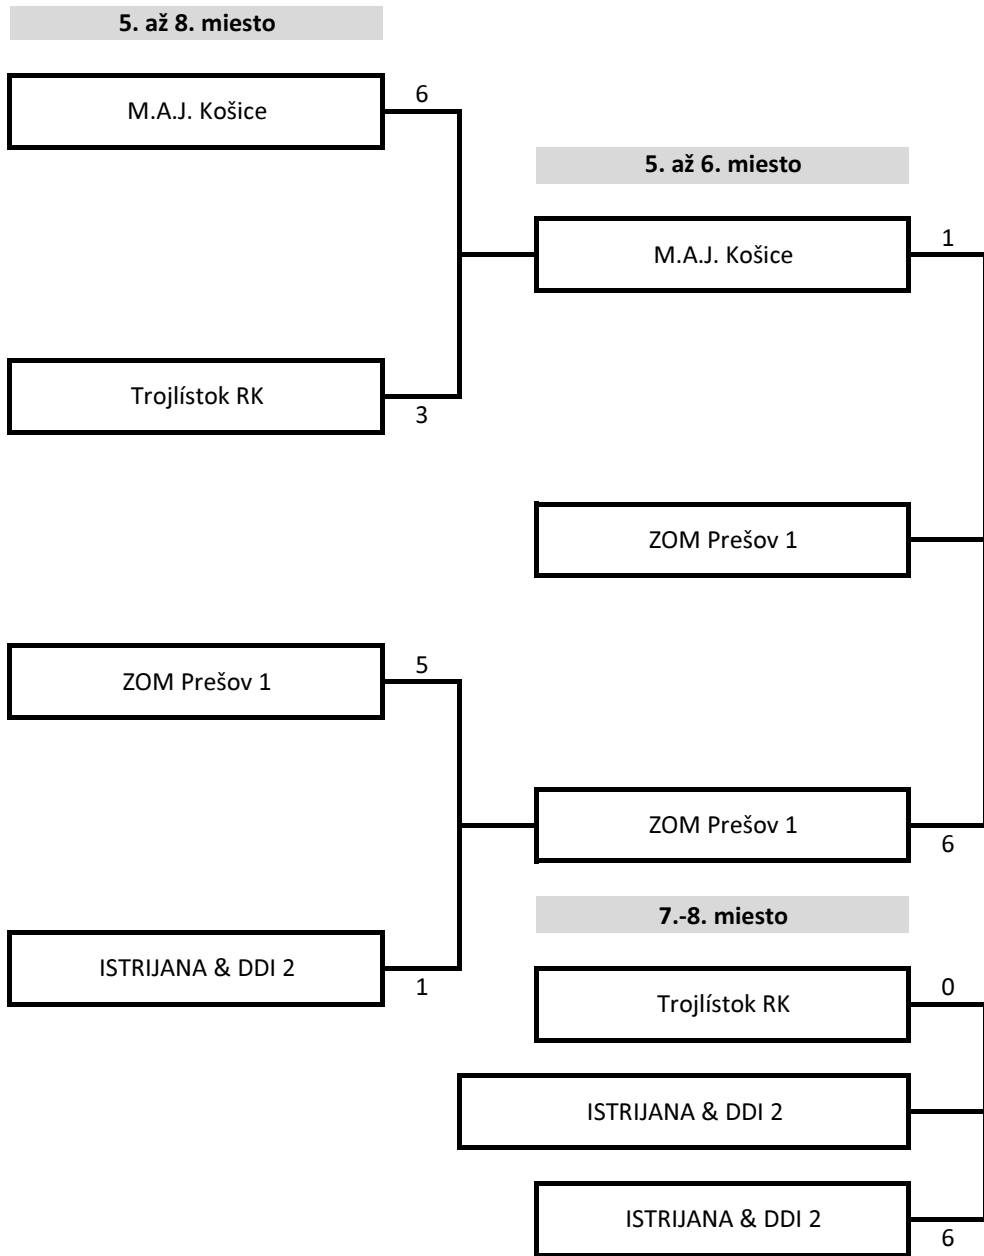 5. až 8. miesto
M.A.J. Košice
6
5. až 6. miesto
M.A.J. Košice
1
Trojlístok RK
3
ZOM Prešov 1
ZOM Prešov 1
5
ZOM Prešov 1
6
7.-8. miesto
ISTRIJANA & DDI 2
1
Trojlístok RK
0
ISTRIJANA & DDI 2
ISTRIJANA & DDI 2
6